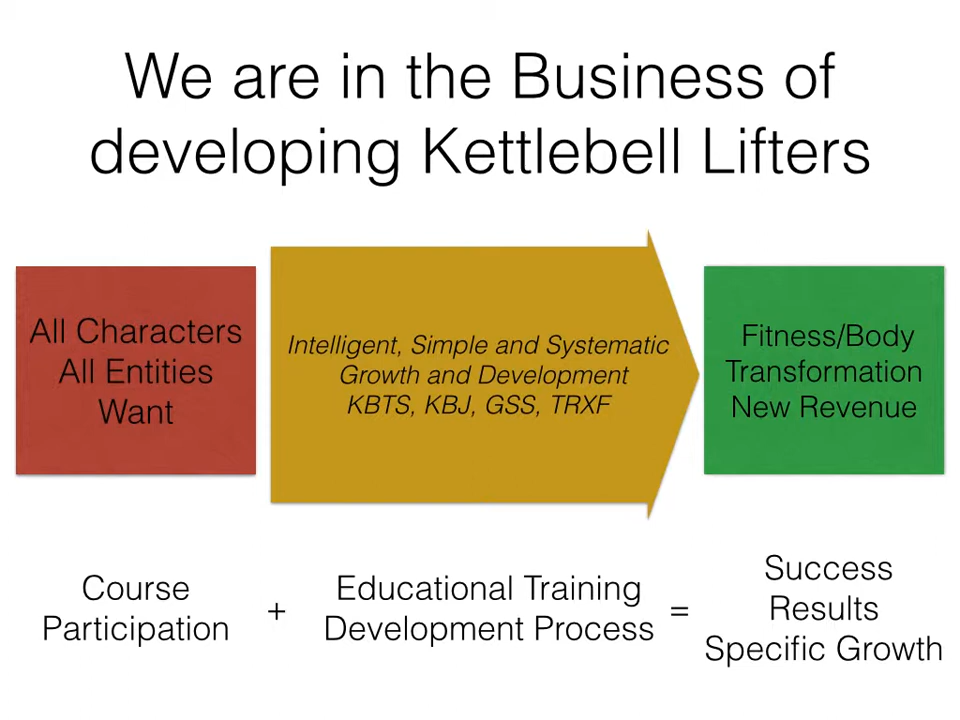 We are in the Business of
developing Kettlebell Lifters
All Characters
All Entities
Want
Intelligent, Simple and Systematic
Growth and Development
KBTS, KBJ, GSS, TRXF
Fitness/Body
Transformation
New Revenue
Course
Participation
+
Educational Training
Development Process
=
Success
Results
Specific Growth